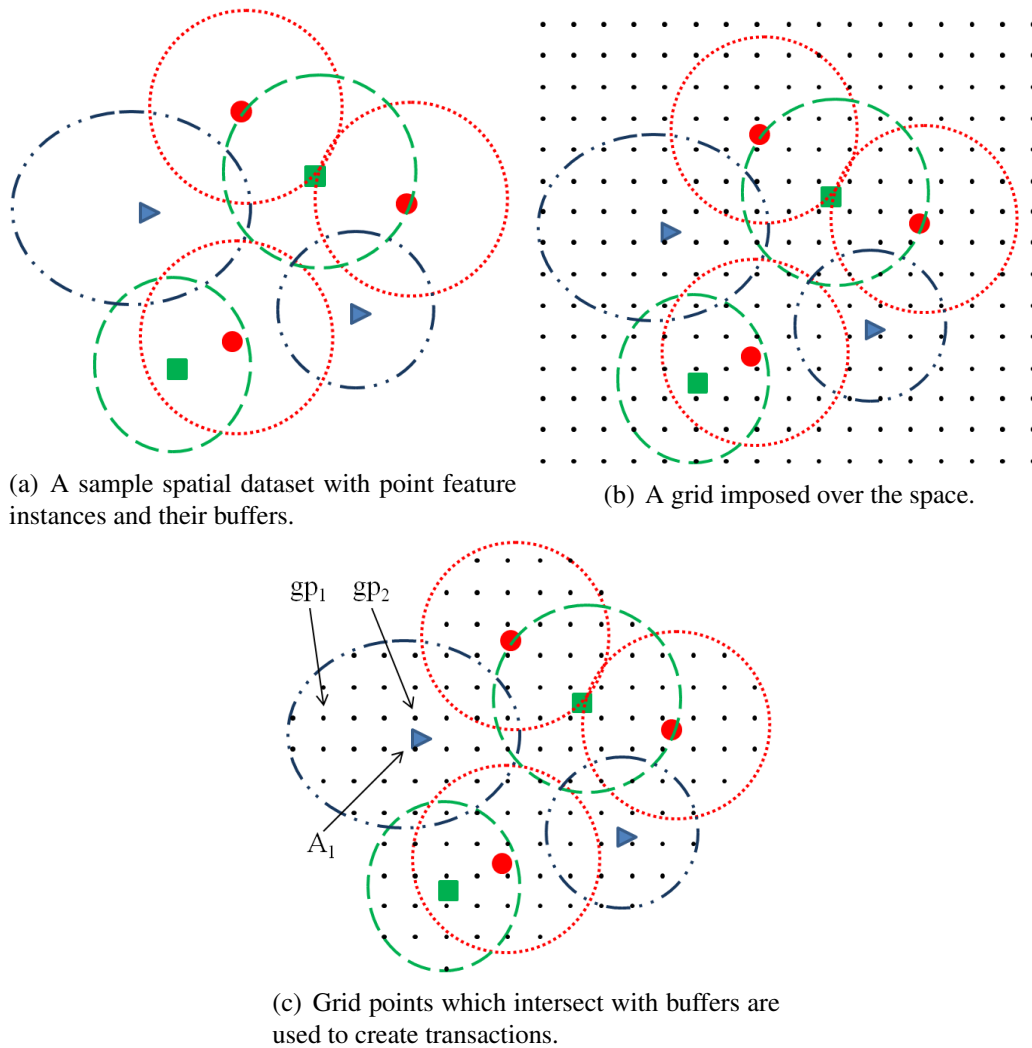 (a) A sample spatial dataset with point feature
instances and their buffers.
(b) A grid imposed over the space.
gp1
gp2
A1
(c) Grid points which intersect with buffers are
used to create transactions.